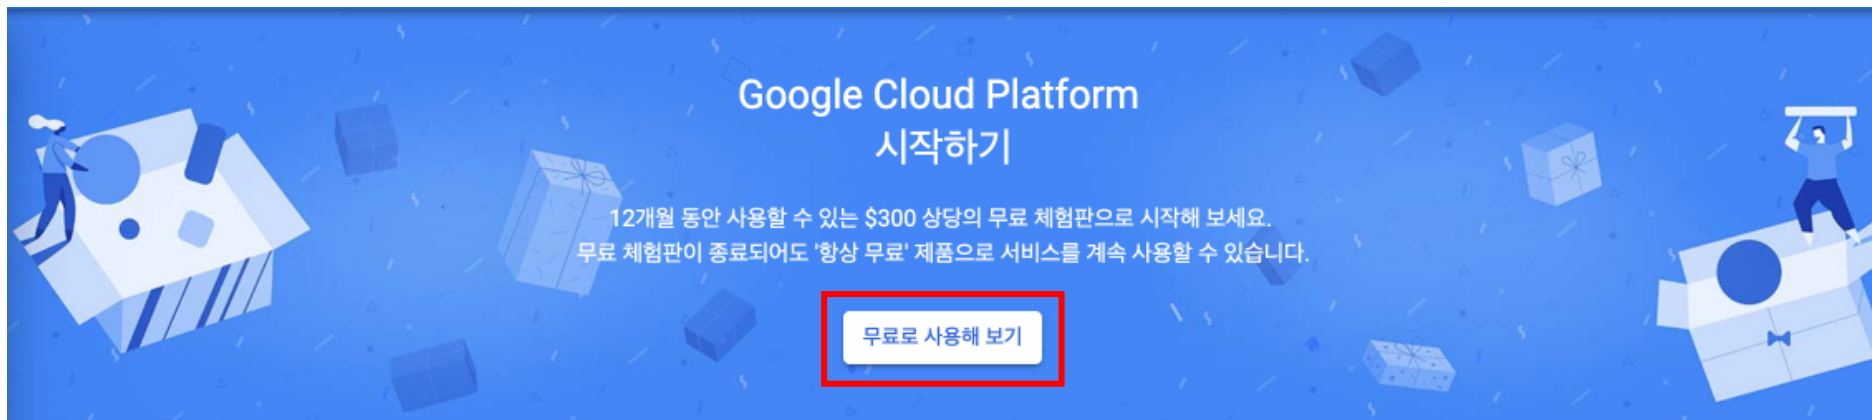 Google Cloud Platform
시작하기
12개월 동안 사용할 수 있는 $300 상당의 무료 체험판으로 시작해 보세요.
무료 체험판이 종료되어도 '항상 무료' 제품으로 서비스를 계속 사용할 수 있습니다.
무료로 사용해 보기